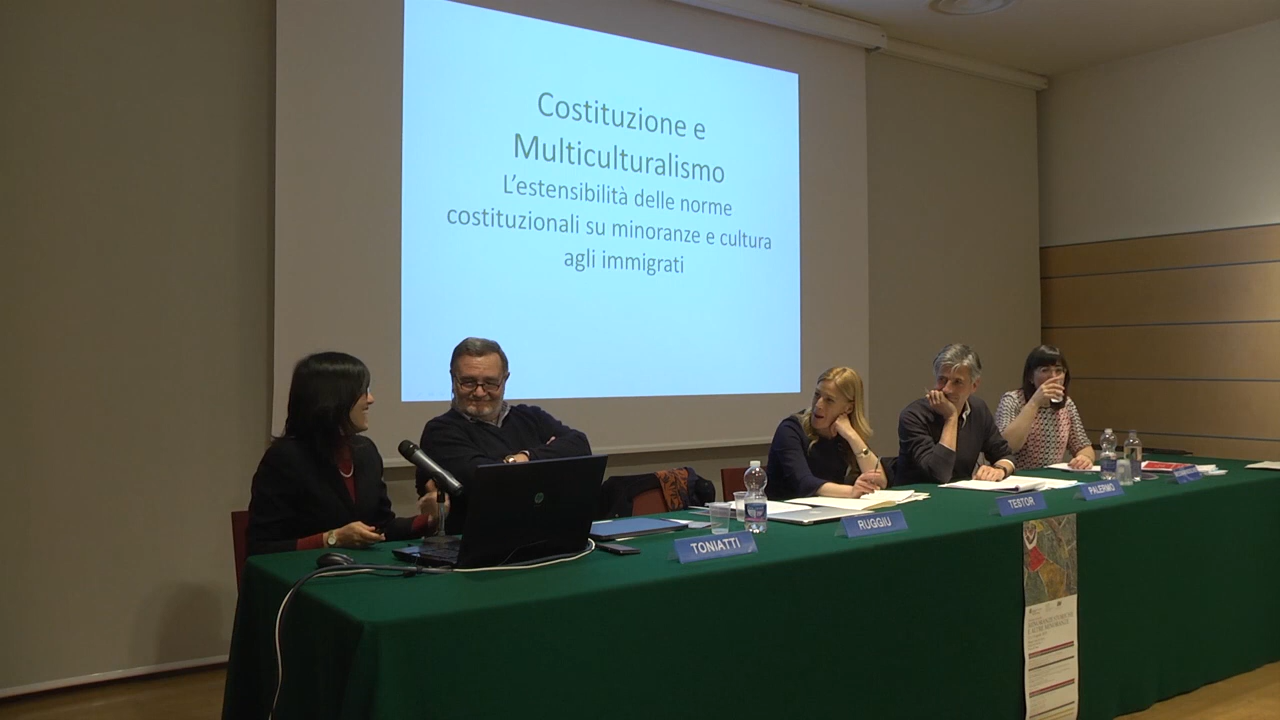 Costituzione e
Multiculturalismo
L'estensibilità delle norme
costituzionali su minoranze e cultura
agli immigrati
TONIATTI
RUGGIU
TESTOR
PALERMO